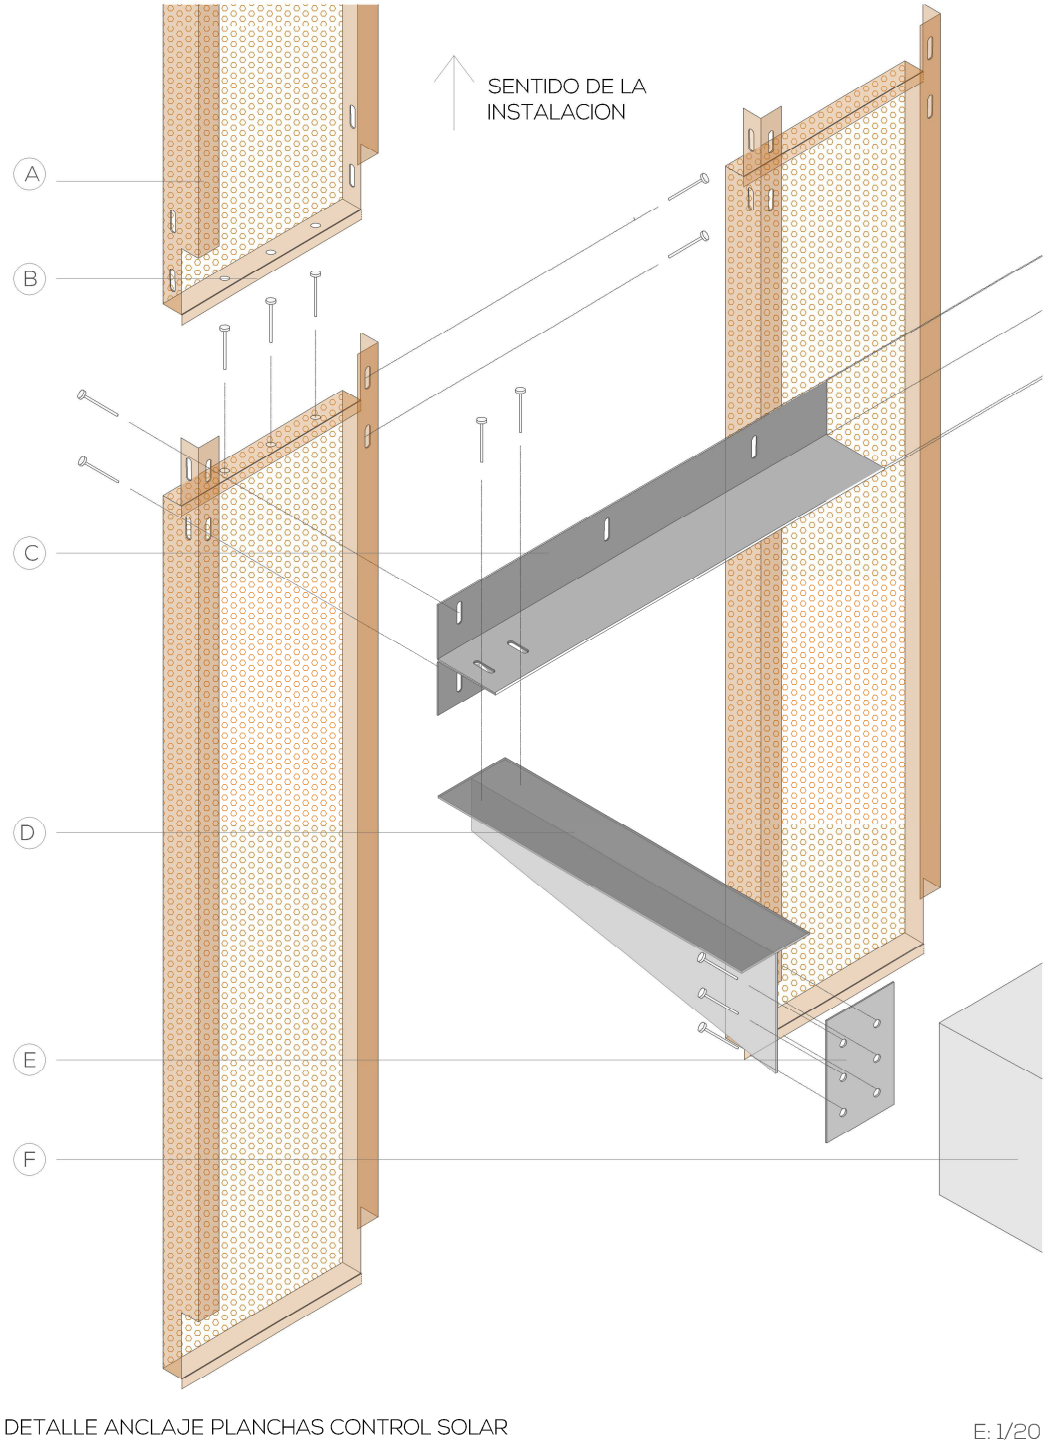 SENTIDO DE LA
INSTALACION
A
B
C
D
E
F
DETALLE ANCLAJE PLANCHAS CONTROL SOLAR
E: 1/20